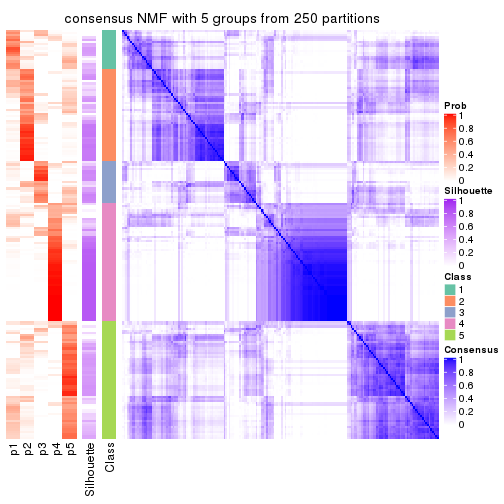 consensus NMF with 5 groups from 250 partitions
Prob
1
0.8
0.6
0.4
0.2
0
Silhouette
1
0.8
0.6
0.4
0.2
0
Class
1
2
3
4
5
Consensus
1
0.8
0.6
0.4
0.2
0
p1
p2
p3
p4
p5
Silhouette
Class